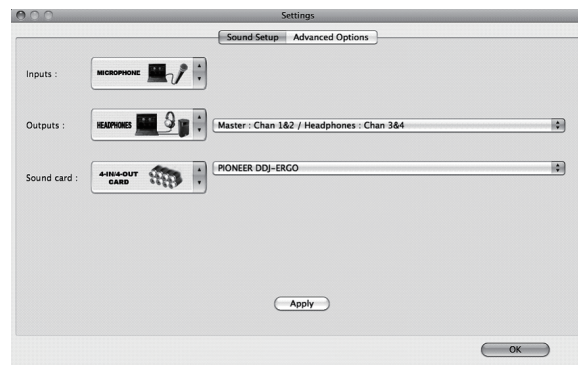 Settings
Sound Setup Advanced Options
Inputs : MICROPHONE
Outputs : HEADPHONES Master : Chan 1&2 / Headphones : Chan 3&4
Sound card : 4-IN/4-OUT
CARD
PIONEER DDJ-ERGO
Apply
OK